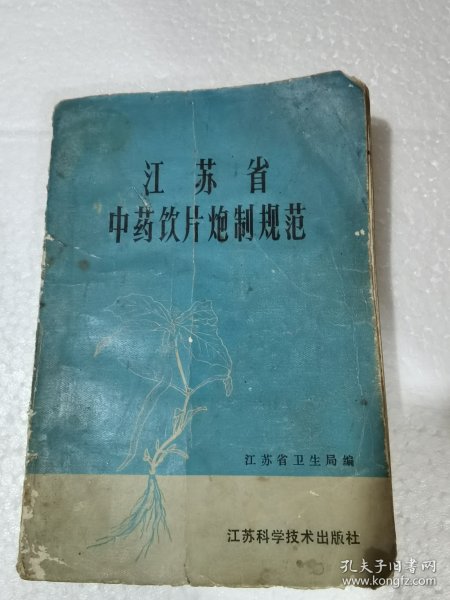 江苏省
中药饮片炮制规范
江苏省卫生局编
江苏科学技术出版社
孔夫子旧书网
www.kongfz.com